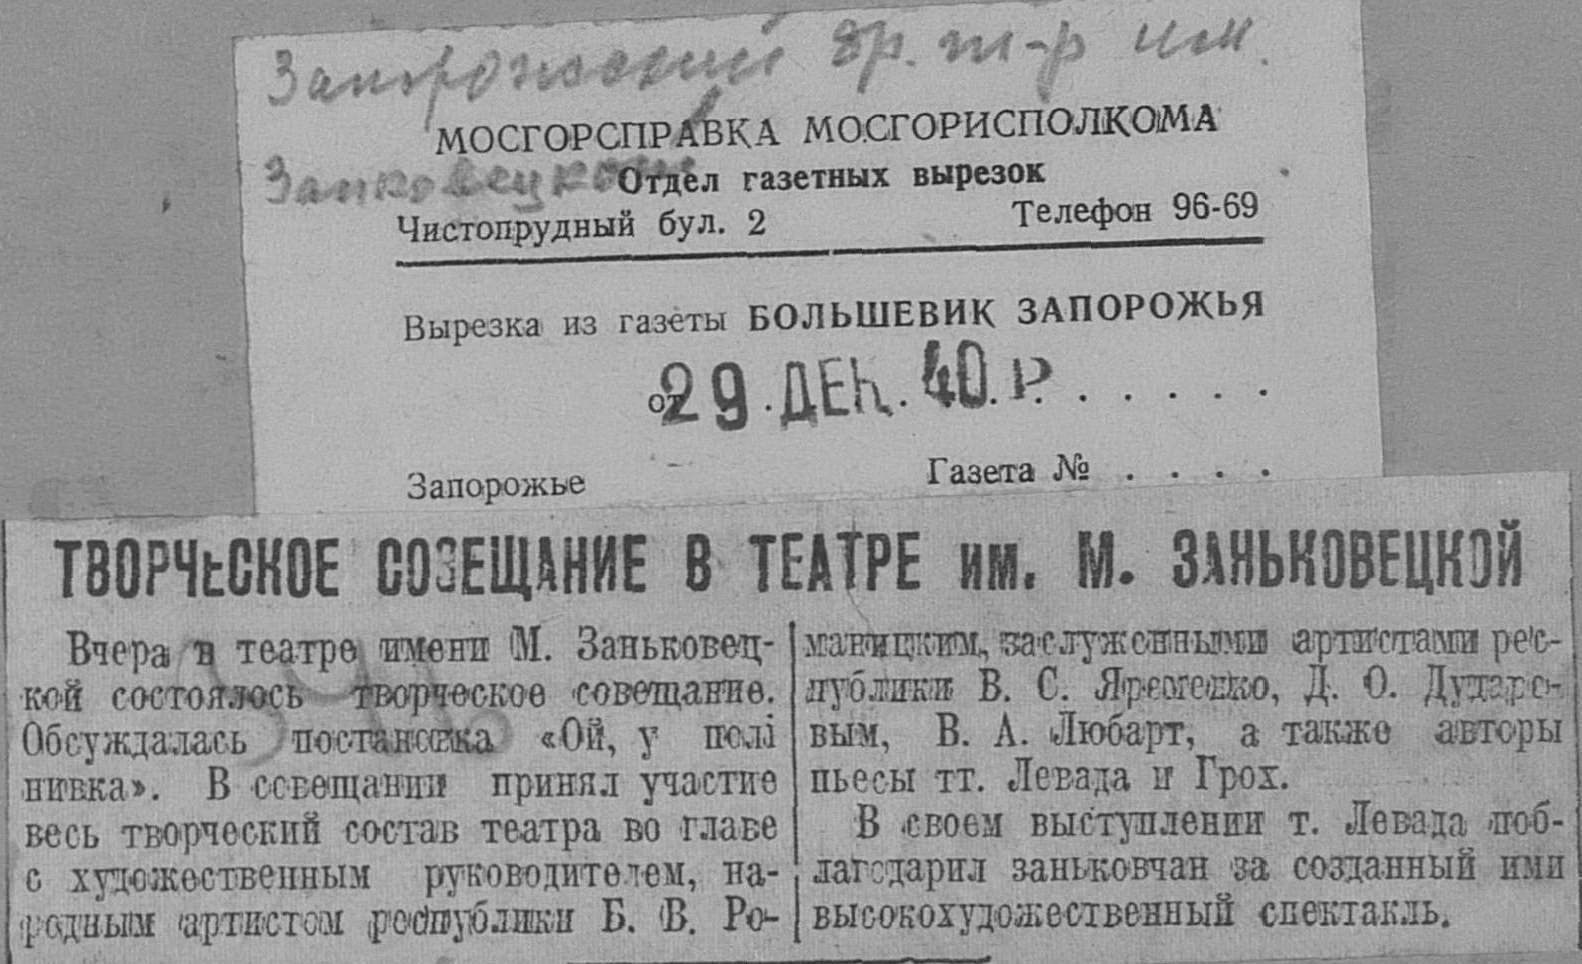 Запорожский др. т-р им.
МОСГОРСПРАВКА МОСГОРИСПОЛКОМА
Заньковецкой
Отдел газетных вырезок
Чистопрудный бул. 2 Телефон 96-69
Вырезка из газеты БОЛЬШЕВИК ЗАПОРОЖЬЯ
от 29. ДЕК. 40. Р.
Запорожье Газета №
ТВОРЧЕСКОЕ СОВЕЩАНИЕ В ТЕАТРЕ им. М. ЗАНЬКОВЕЦКОЙ
Вчера в театре имени М. Заньковец-
кой состоялось творческое совещание.
Обсуждалась постановка «Ой, у полі
нивка». В совещании принял участие
весь творческий состав театра во главе
с художественным руководителем, на-
родным артистом республики Б. В. Ро-
маницким, заслуженными артистами рес-
публики В. С. Яременко, Д. О. Дударе-
вым, В. А. Любарт, а также авторы
пьесы тт. Левада и Грох.
В своем выступлении т. Левада поб-
лагодарил заньковчан за созданный ими
высокохудожественный спектакль.